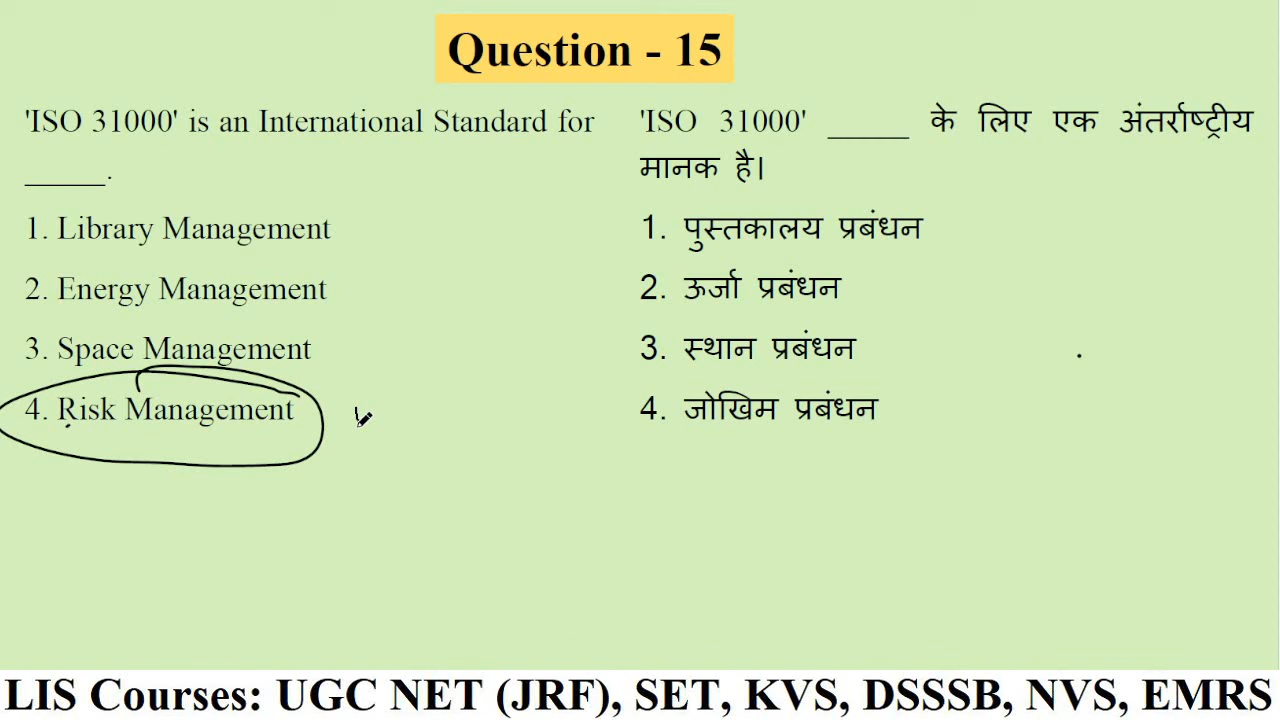 Question - 15
'ISO 31000' is an International Standard for
_____.
1. Library Management
2. Energy Management
3. Space Management
4. Risk Management
'ISO 31000' _____ के लिए एक अंतर्राष्ट्रीय
मानक है।
1. पुस्तकालय प्रबंधन
2. ऊर्जा प्रबंधन
3. स्थान प्रबंधन
4. जोखिम प्रबंधन
LIS Courses: UGC NET (JRF), SET, KVS, DSSSB, NVS, EMRS